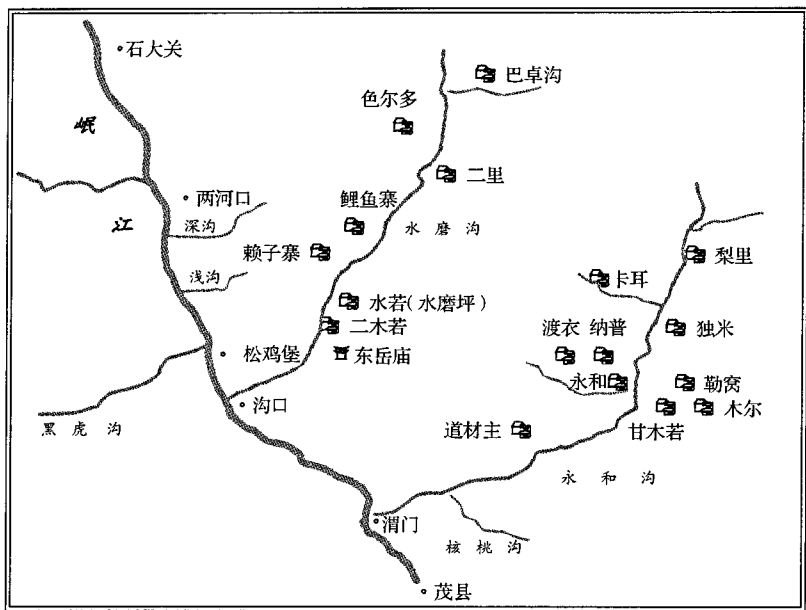 石大关
巴卓沟
色尔多
岷
二里
两河口
鲤鱼寨
江
深沟
水磨沟
赖子寨
梨里
浅沟
卡耳
水若(水磨坪)
二木若
渡衣 纳普
独米
松鸡堡
东岳庙
永和
勒窝
沟口
黑虎沟
道材主
甘木若
木尔
永和沟
渭门
核桃沟
茂县